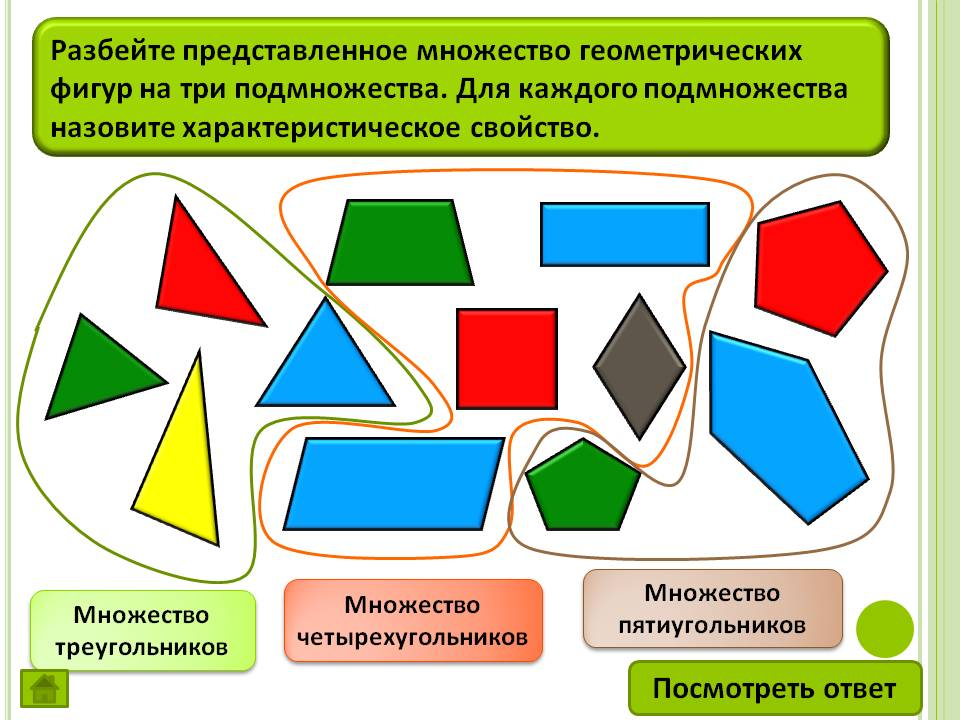 Разбейте представленное множество геометрических
фигур на три подмножества. Для каждого подмножества
назовите характеристическое свойство.
Множество
треугольников
Множество
четырехугольников
Множество
пятиугольников
Посмотреть ответ